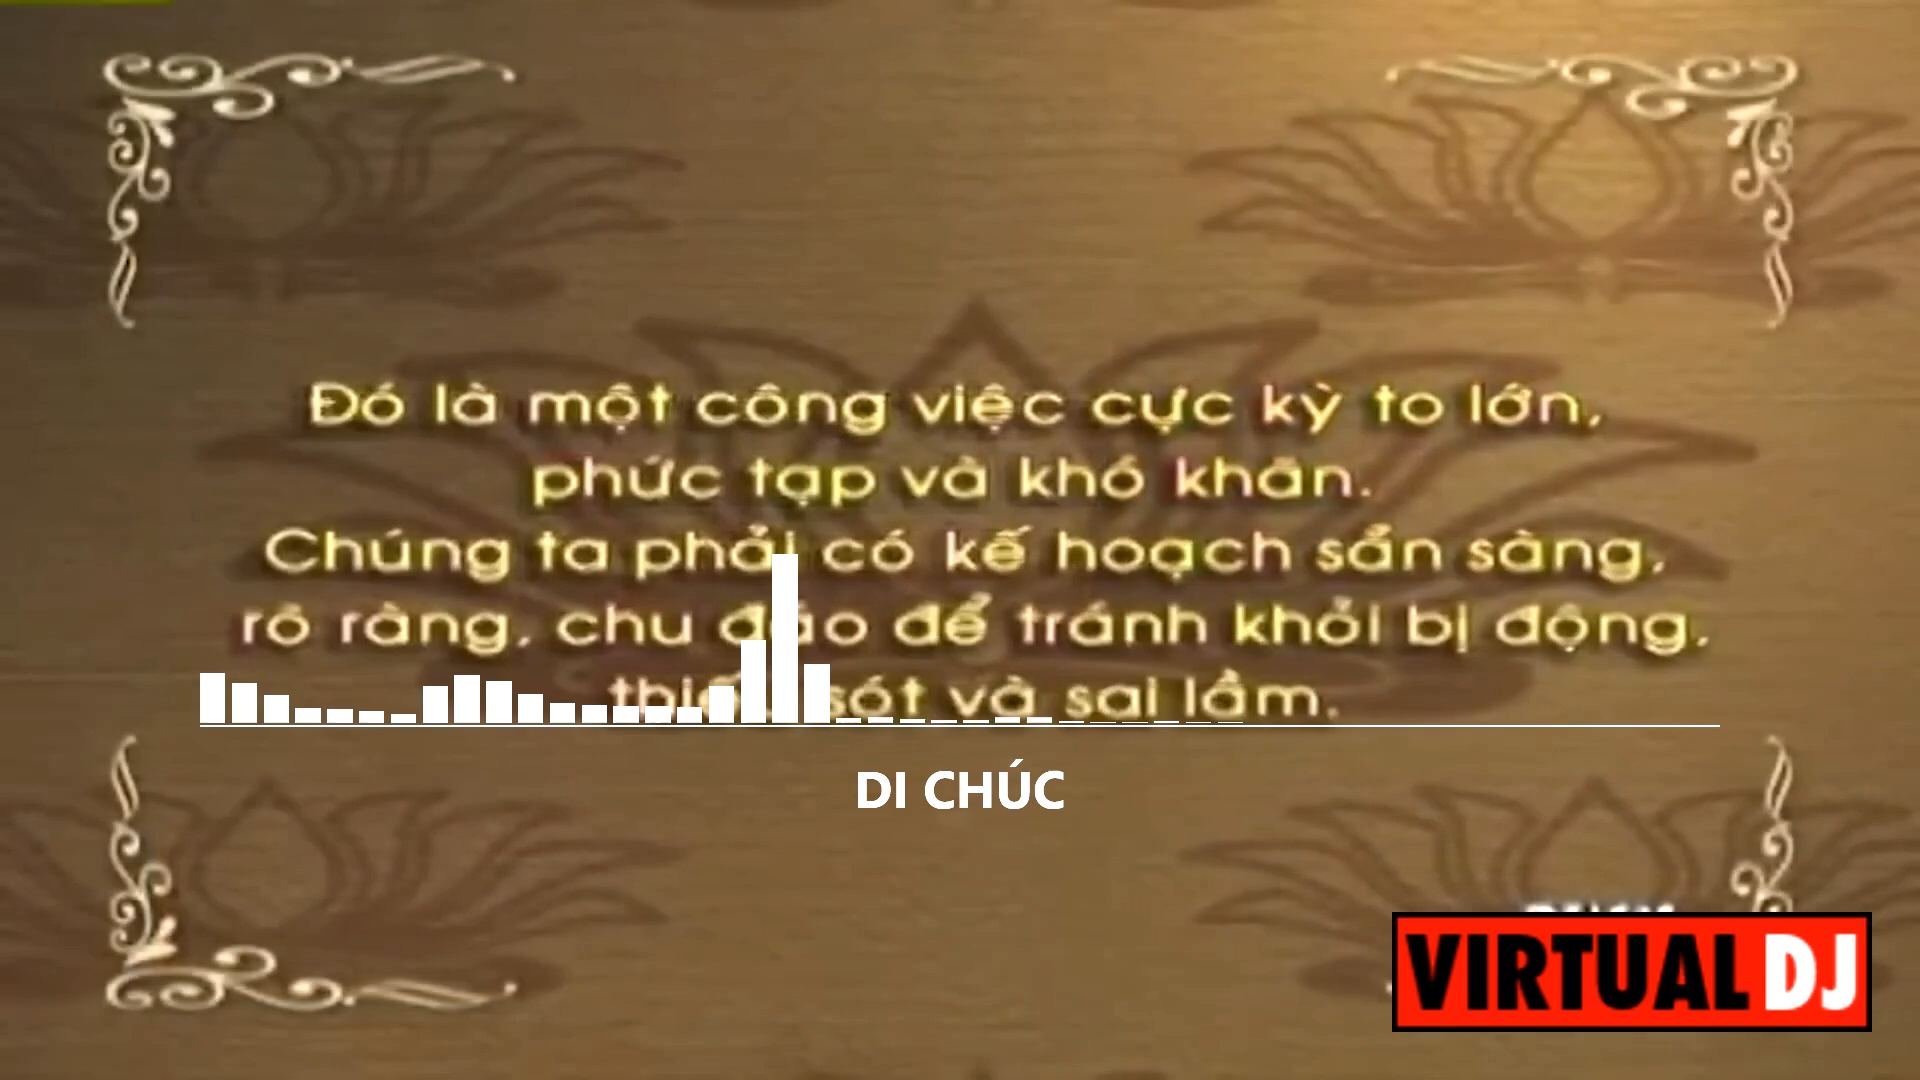 Đó là một công việc cực kỳ to lớn,
phức tạp và khó khăn.
Chúng ta phải có kế hoạch sẵn sàng,
rõ ràng, chu đáo để tránh khỏi bị động,
thiếu sót và sai lầm.
DI CHÚC
VIRTUAL DJ